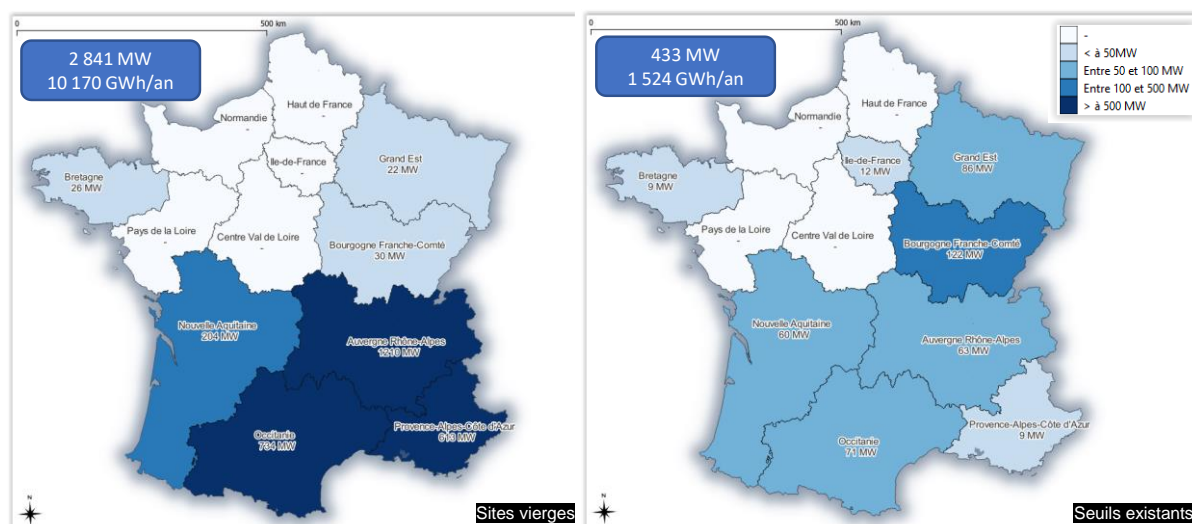 0
500 km
2 841 MW
10 170 GWh/an
Haut de France
-
Normandie
-
Ile-de-France
-
Grand Est
22 MW
Bretagne
26 MW
Pays de la Loire
-
Centre Val de Loire
-
Bourgogne Franche-Comté
30 MW
Nouvelle Aquitaine
204 MW
Auvergne Rhône-Alpes
1210 MW
Occitanie
734 MW
Provence-Alpes-Côte d'Azur
613 MW
N
Sites vierges
0
500 km
433 MW
1 524 GWh/an
-
< à 50MW
Entre 50 et 100 MW
Entre 100 et 500 MW
> à 500 MW
Haut de France
-
Normandie
-
Ile-de-France
12 MW
Grand Est
86 MW
Bretagne
9 MW
Pays de la Loire
-
Centre Val de Loire
-
Bourgogne Franche-Comté
122 MW
Nouvelle Aquitaine
60 MW
Auvergne Rhône-Alpes
63 MW
Occitanie
71 MW
Provence-Alpes-Côte d'Azur
9 MW
N
Seuils existants